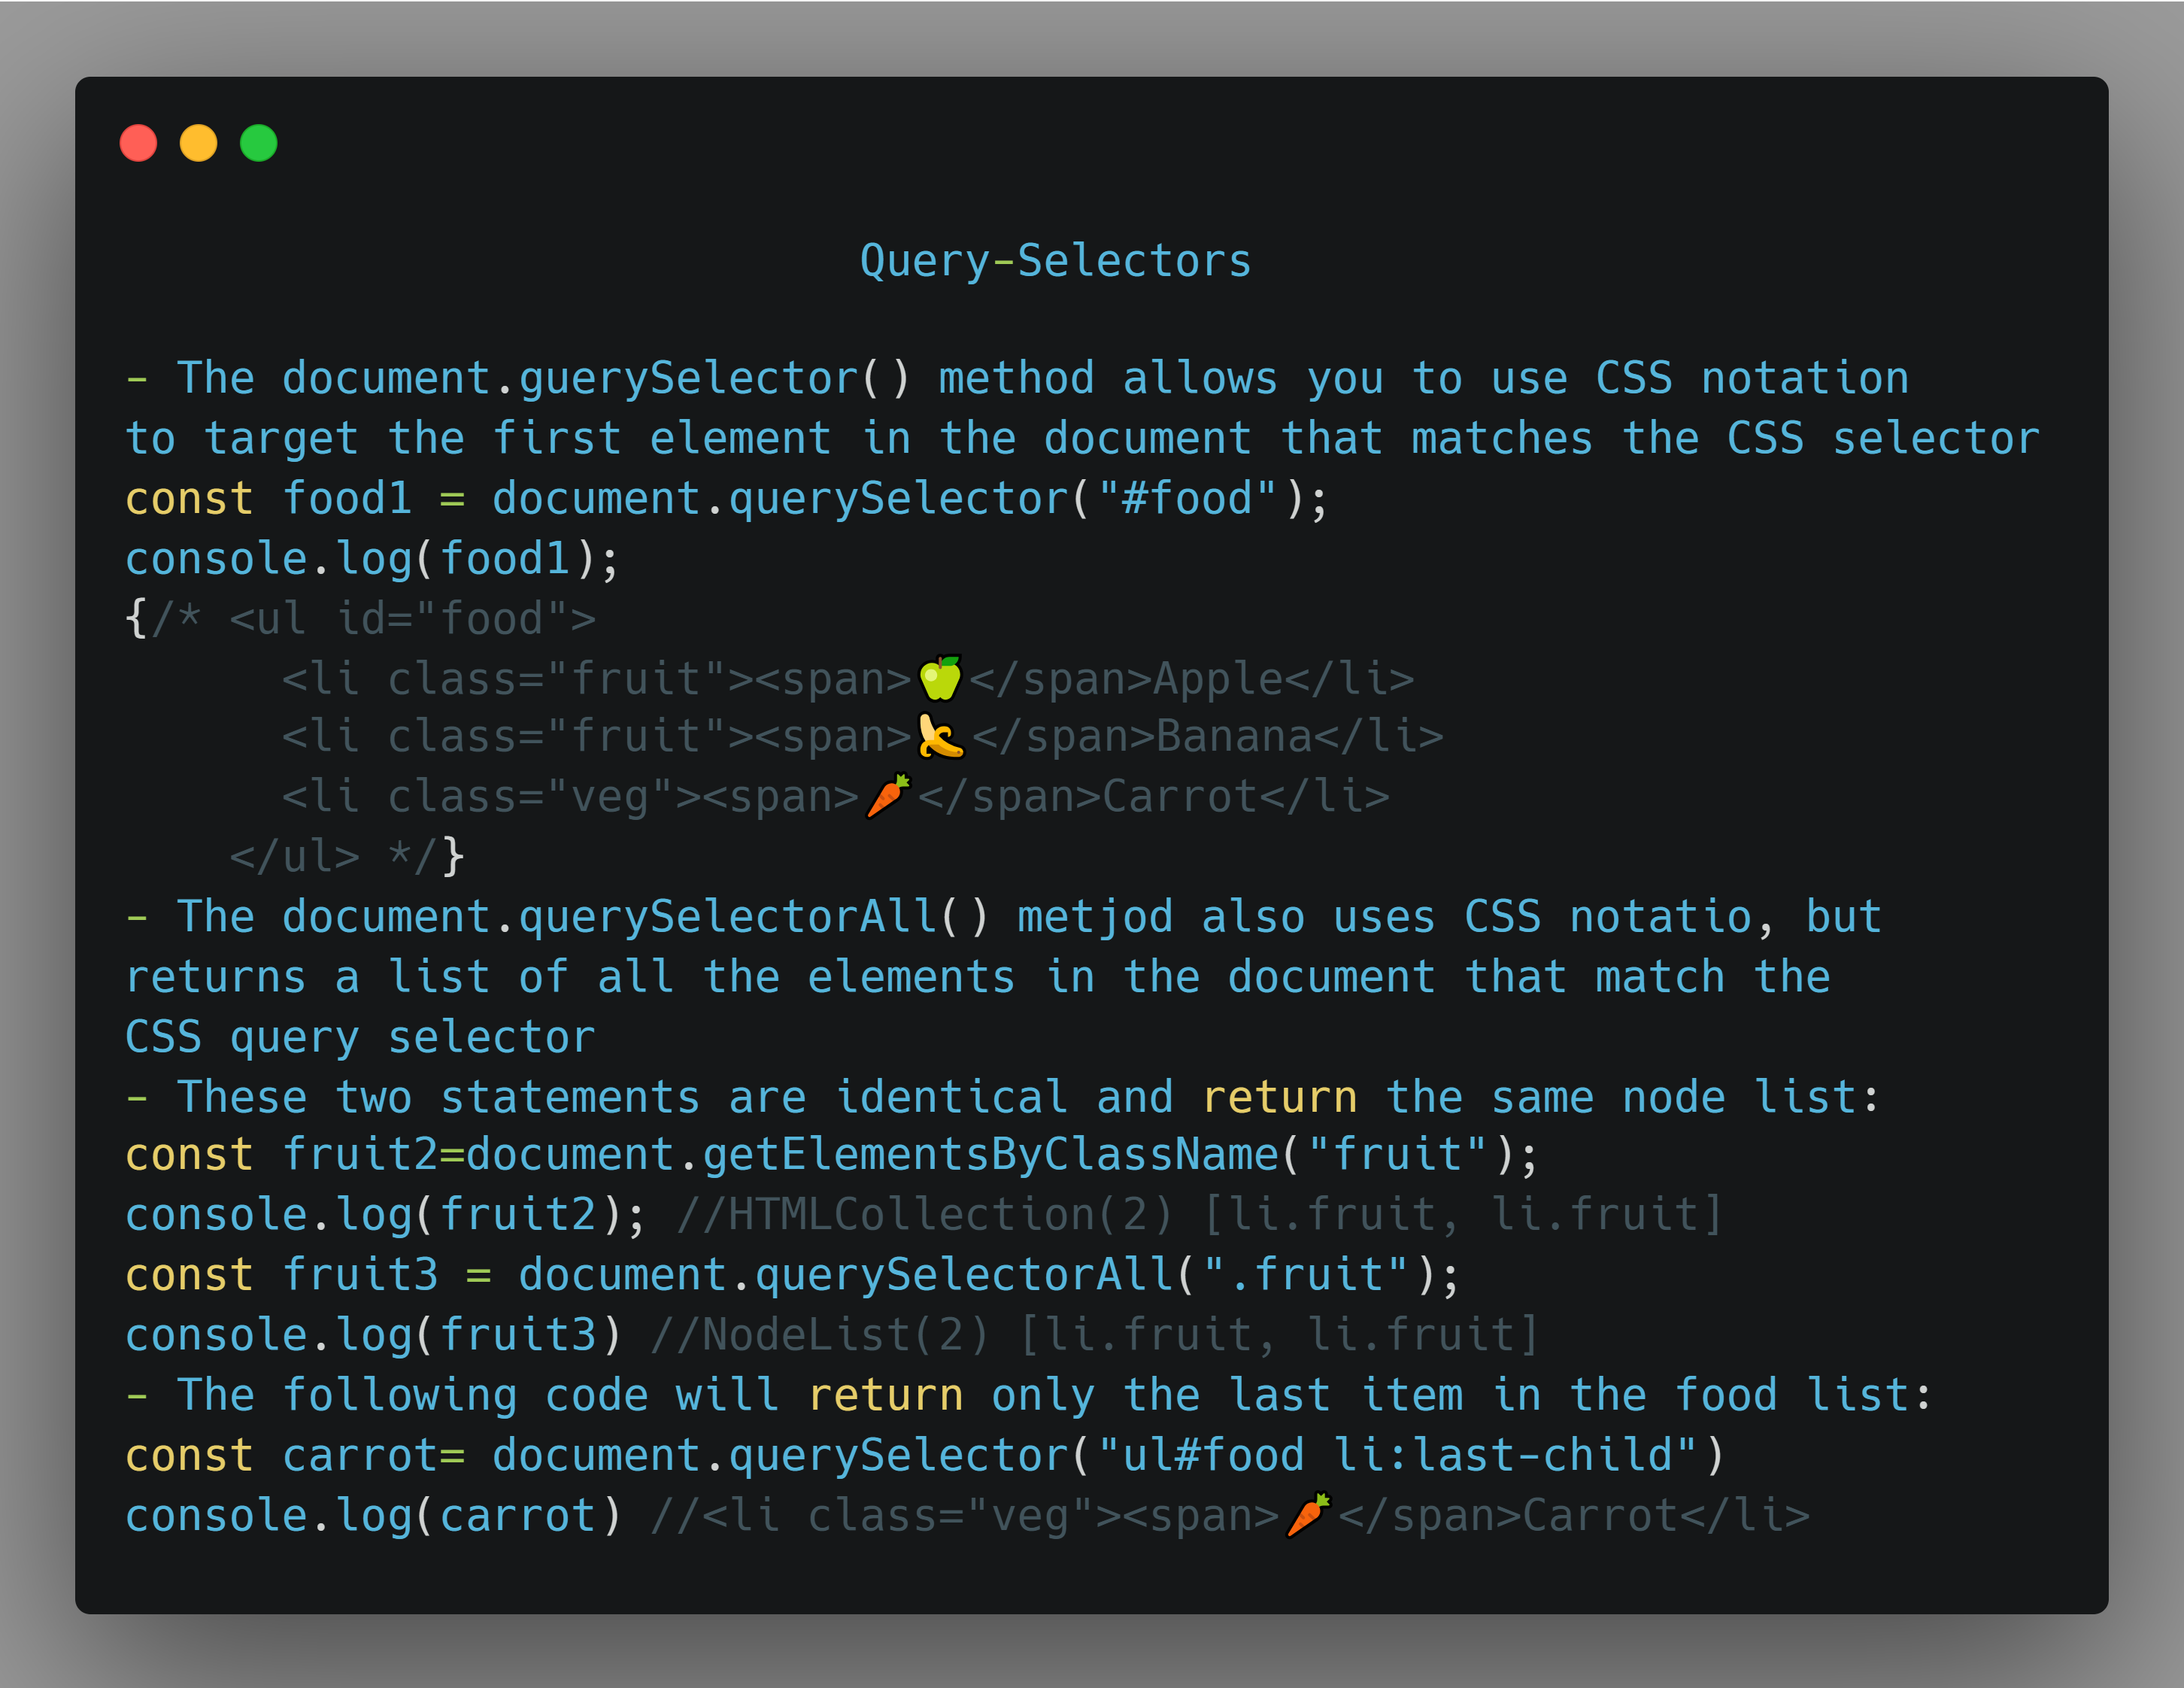 Query-Selectors
- The document.guerySelector() method allows you to use CSS notation
to target the first element in the document that matches the CSS selector
const food1 = document.querySelector("#food");
console.log(food1);
{/* <ul id="food">
      <li class="fruit"><span>🍏</span>Apple</li>
      <li class="fruit"><span>🍌</span>Banana</li>
      <li class="veg"><span>🥕</span>Carrot</li>
    </ul> */}
- The document.querySelectorAll() metjod also uses CSS notatio, but
returns a list of all the elements in the document that match the
CSS query selector
- These two statements are identical and return the same node list:
const fruit2=document.getElementsByClassName("fruit");
console.log(fruit2); //HTMLCollection(2) [li.fruit, li.fruit]
const fruit3 = document.querySelectorAll(".fruit");
console.log(fruit3) //NodeList(2) [li.fruit, li.fruit]
- The following code will return only the last item in the food list:
const carrot= document.querySelector("ul#food li:last-child")
console.log(carrot) //<li class="veg"><span>🥕</span>Carrot</li>